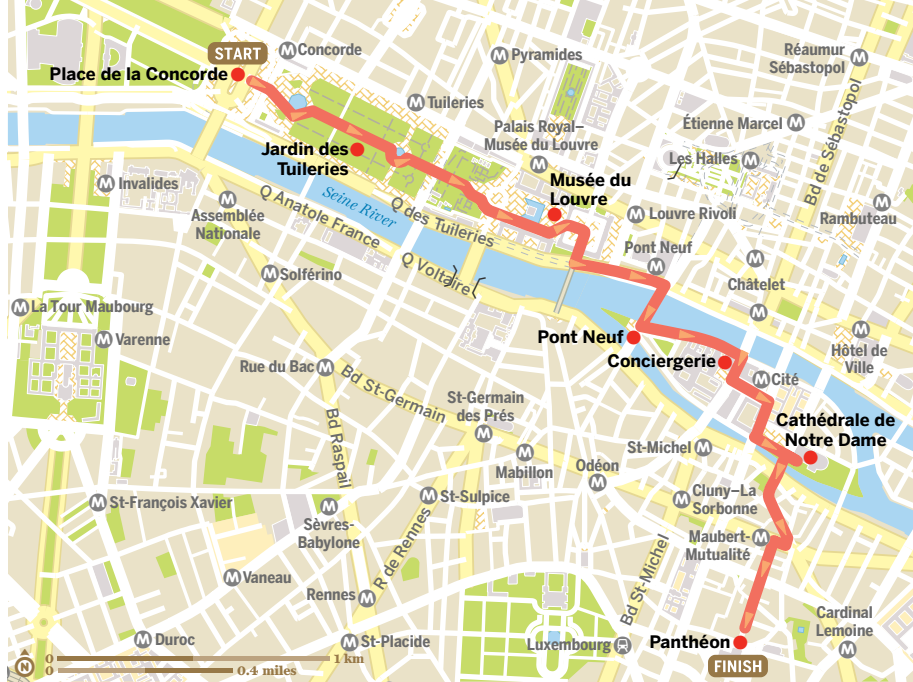 START
Concorde
Pyramides
Réaumur
Sébastopol
Place de la Concorde
Tuileries
Palais Royal–
Musée du Louvre
Étienne Marcel
Bd de Sébastopol
Jardin des
Tuileries
Les Halles
Invalides
Musée du
Louvre
Assemblée
Nationale
Q Anatole France
Seine River
Q des Tuileries
Louvre Rivoli
Rambuteau
Pont Neuf
Solférino
Q Voltaire
Châtelet
La Tour Maubourg
Varenne
Pont Neuf
Conciergerie
Hôtel de
Ville
Rue du Bac
Bd St-Germain
Cité
St-Germain
des Prés
Bd Raspail
Cathédrale de
Notre Dame
St-Michel
Mabillon
Odéon
St-François Xavier
Sèvres-
Babylone
St-Sulpice
Cluny–La
Sorbonne
R de Rennes
Maubert-
Mutualité
Bd St-Michel
Vaneau
Rennes
Cardinal
Lemoine
Duroc
St-Placide
Luxembourg
Panthéon
FINISH
N
0 1 km
0 0.4 miles